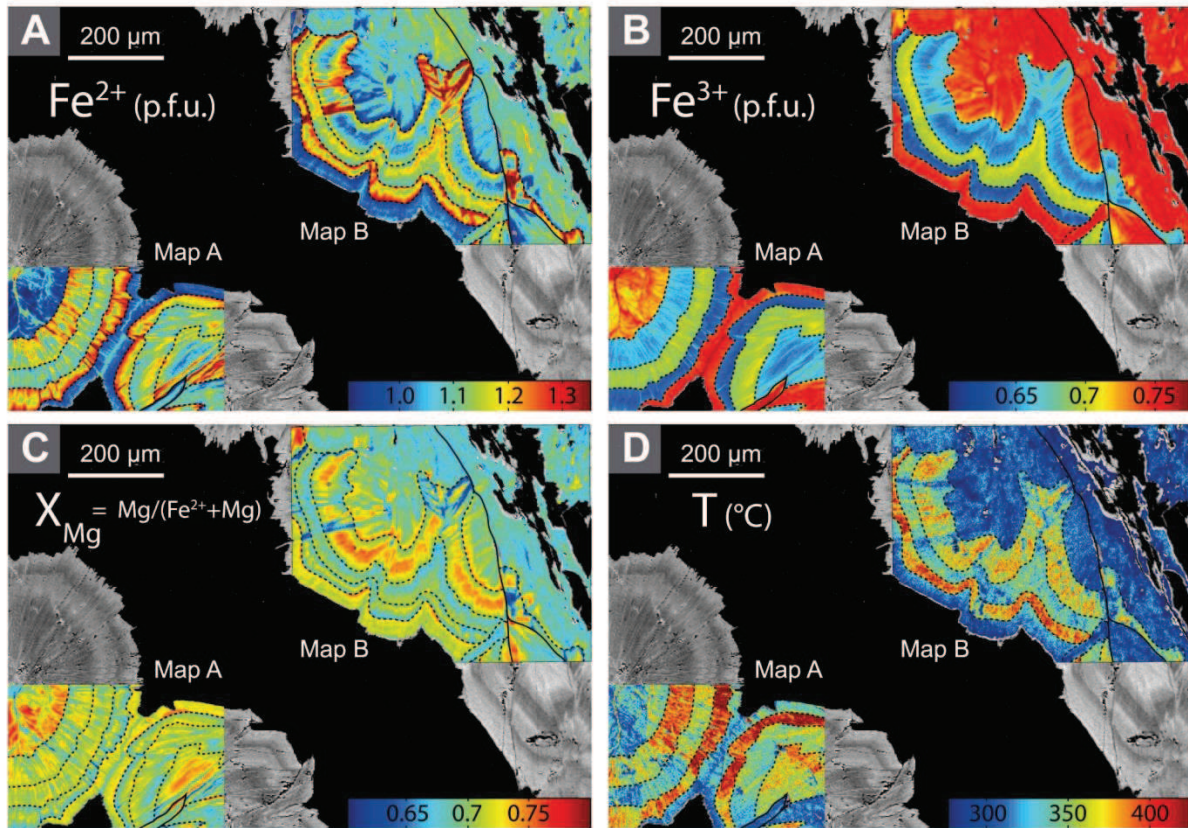 A
200 µm
Fe2+ (p.f.u.)
Map A
Map B
1.0 1.1 1.2 1.3
B
200 µm
Fe3+ (p.f.u.)
Map A
Map B
0.65 0.7 0.75
C
200 µm
XMg = Mg/(Fe2++Mg)
Map A
Map B
0.65 0.7 0.75
D
200 µm
T (°C)
Map A
Map B
300 350 400